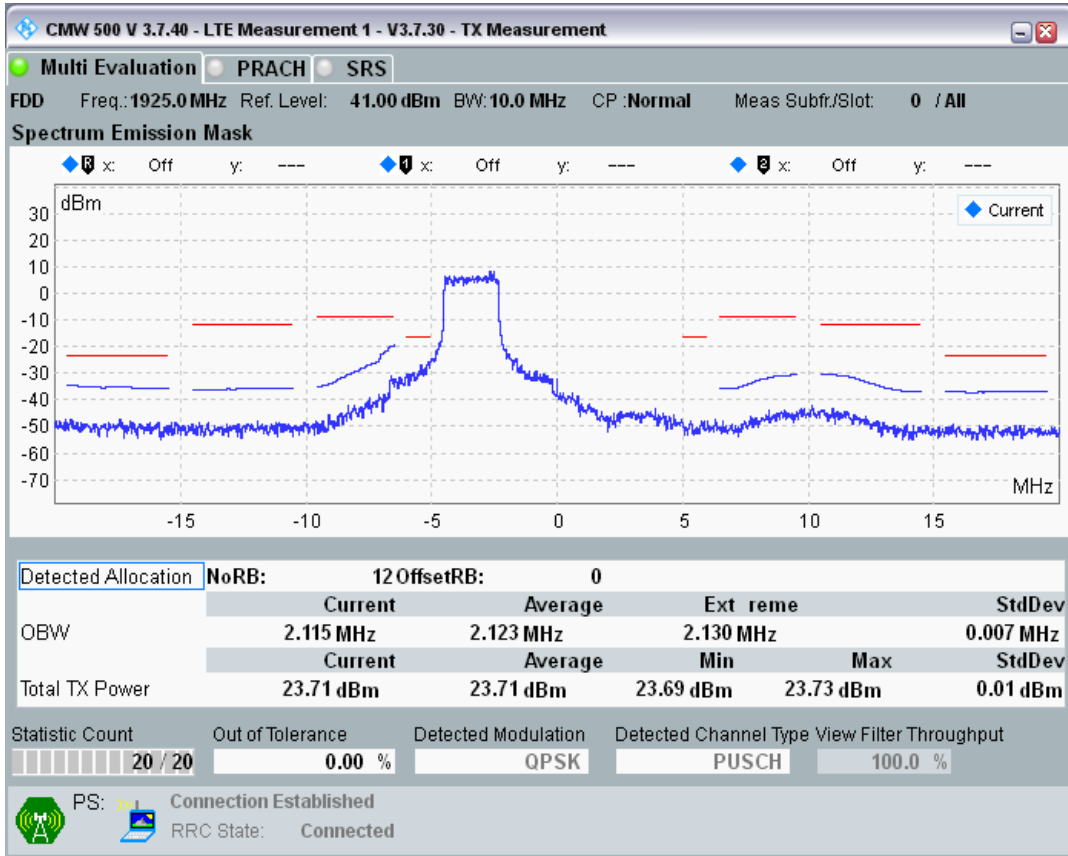 CMW 500 V 3.7.40 - LTE Measurement 1 - V3.7.30 - TX Measurement
Multi Evaluation PRACH SRS
FDD Freq.: 1925.0 MHz Ref. Level: 41.00 dBm BW: 10.0 MHz CP :Normal Meas Subfr./Slot: 0 / All
Spectrum Emission Mask
R x: Off y: --- 1 x: Off y: --- 2 x: Off y: ---
dBm
Current
30
20
10
0
-10
-20
-30
-40
-50
-60
-70
MHz
-15 -10 -5 0 5 10 15
Detected Allocation NoRB: 12 OffsetRB: 0
Current Average Ext reme StdDev
OBW 2.115 MHz 2.123 MHz 2.130 MHz 0.007 MHz
Current Average Min Max StdDev
Total TX Power 23.71 dBm 23.71 dBm 23.69 dBm 23.73 dBm 0.01 dBm
Statistic Count Out of Tolerance Detected Modulation Detected Channel Type View Filter Throughput
20 / 20 0.00 % QPSK PUSCH 100.0 %
PS: Connection Established
RRC State: Connected